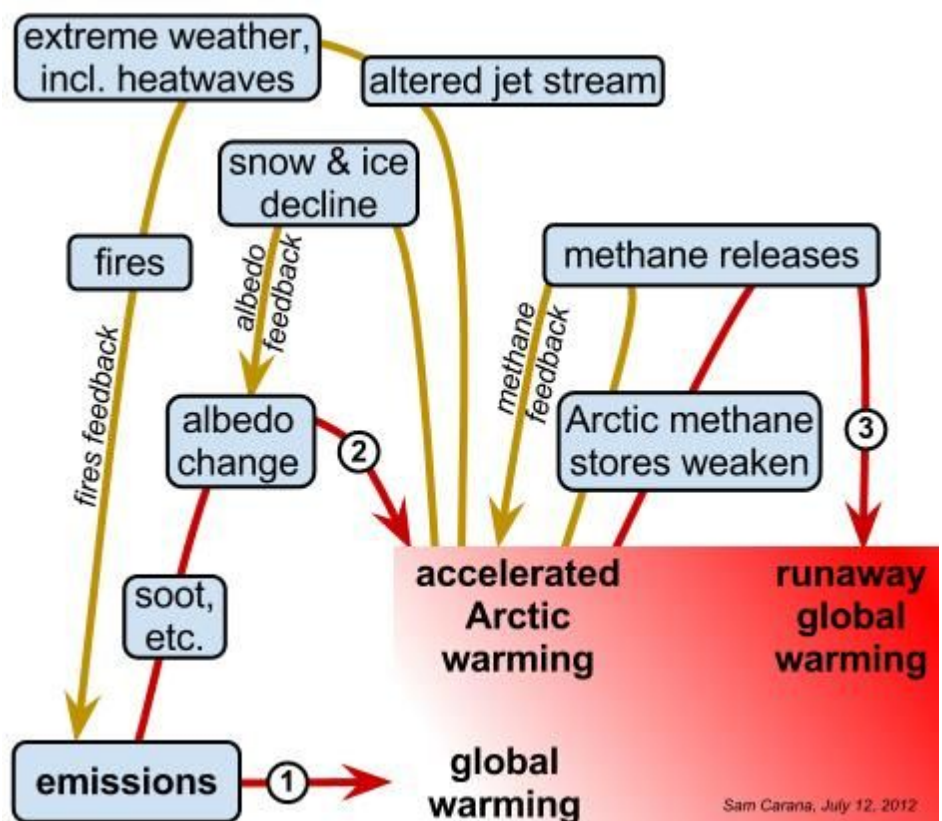 extreme weather,
incl. heatwaves
altered jet stream
snow & ice
decline
fires
methane releases
albedo
feedback
fires feedback
methane
feedback
albedo
change
2
Arctic methane
stores weaken
3
soot,
etc.
accelerated
Arctic
warming
runaway
global
warming
emissions
1
global
warming
Sam Carana, July 12, 2012